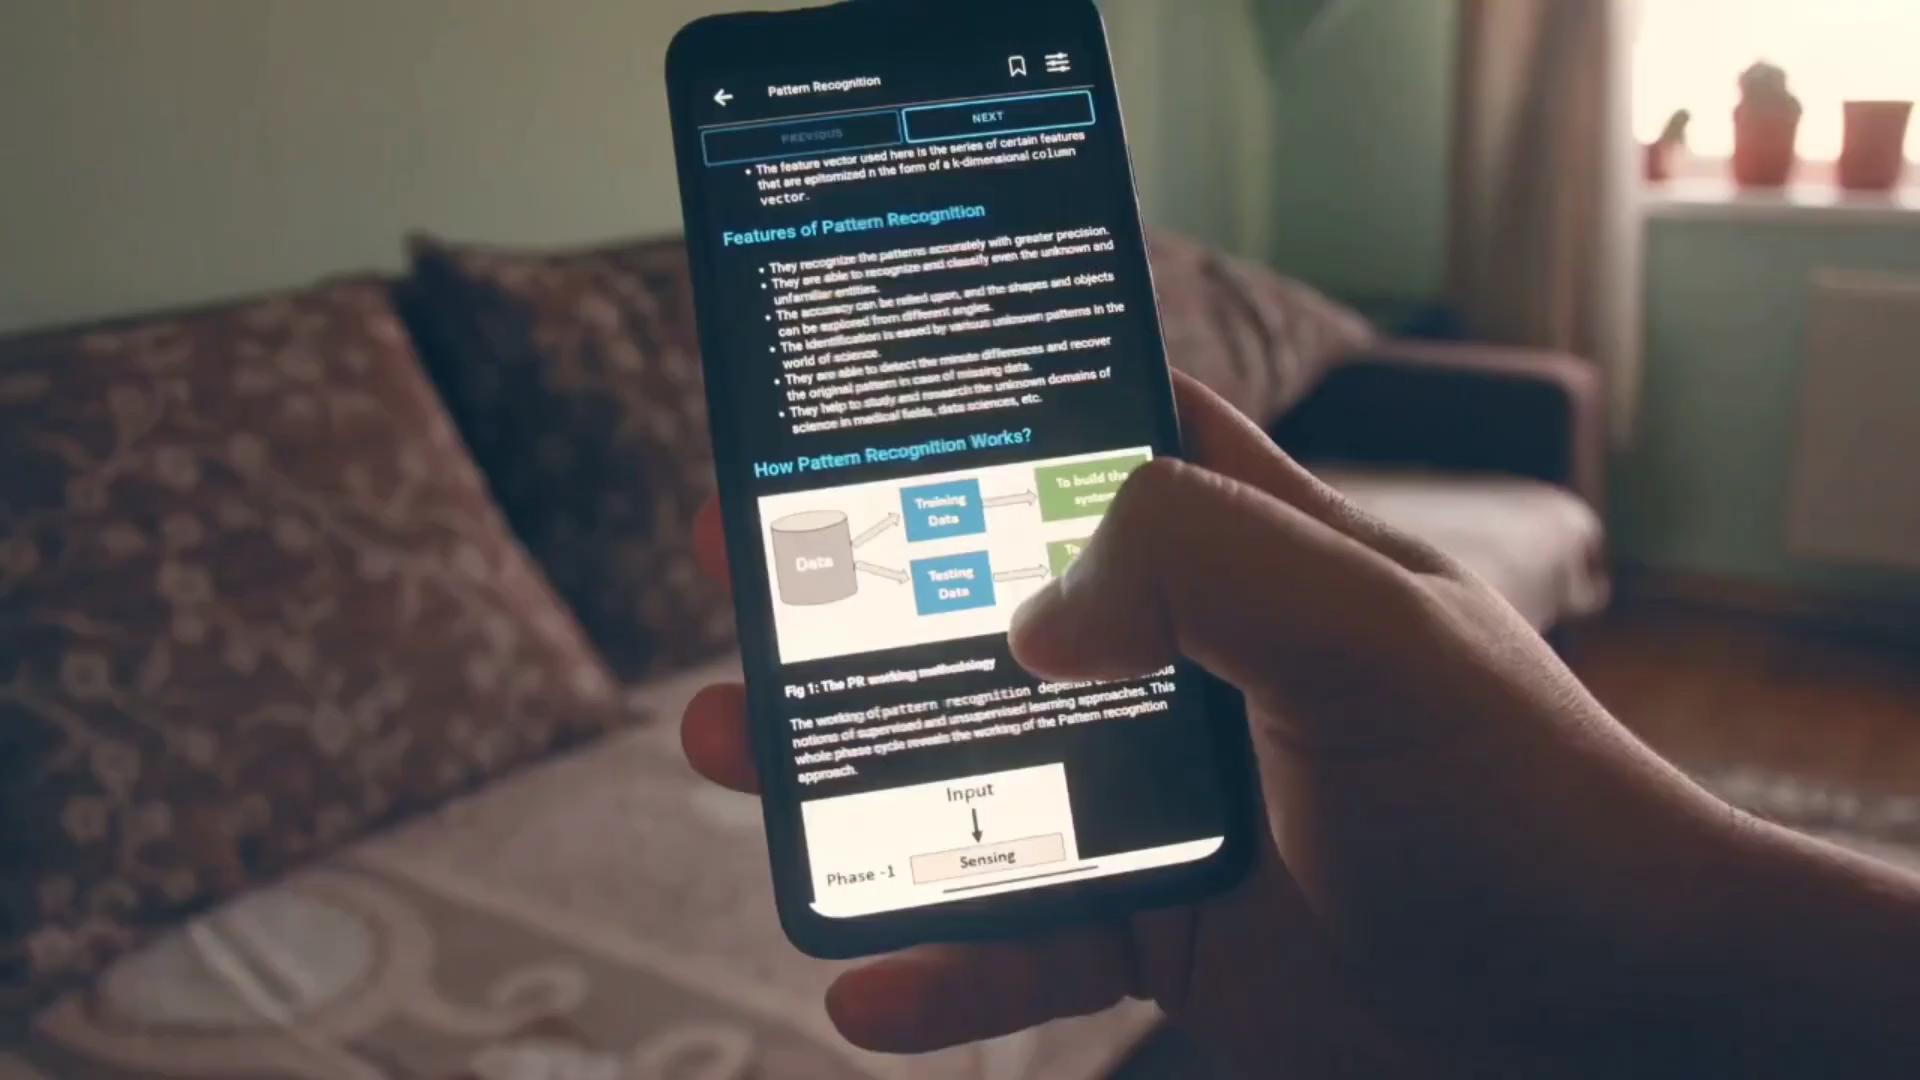 Pattern Recognition
PREVIOUS
NEXT
• The feature vector used here is the series of certain features
that are epitomized n the form of a k-dimensional column
vector.
Features of Pattern Recognition
• They recognize the patterns accurately with greater precision.
• They are able to recognize and classify even the unknown and
unfamiliar entities.
• The accuracy can be relied upon, and the shapes and objects
can be explored from different angles.
• The identification is eased by various unknown patterns in the
world of science.
• They are able to detect the minute differences and recover
the original pattern in case of missing data.
• They help to study and research the unknown domains of
science in medical fields, data sciences, etc.
How Pattern Recognition Works?
Data
Training
Data
To build the
system
Testing
Data
To
Fig 1: The PR working methodology
The working of pattern recognition depends
notions of supervised and unsupervised learning approaches. This
whole phase cycle reveals the working of the Pattern recognition
approach.
Input
Phase -1
Sensing